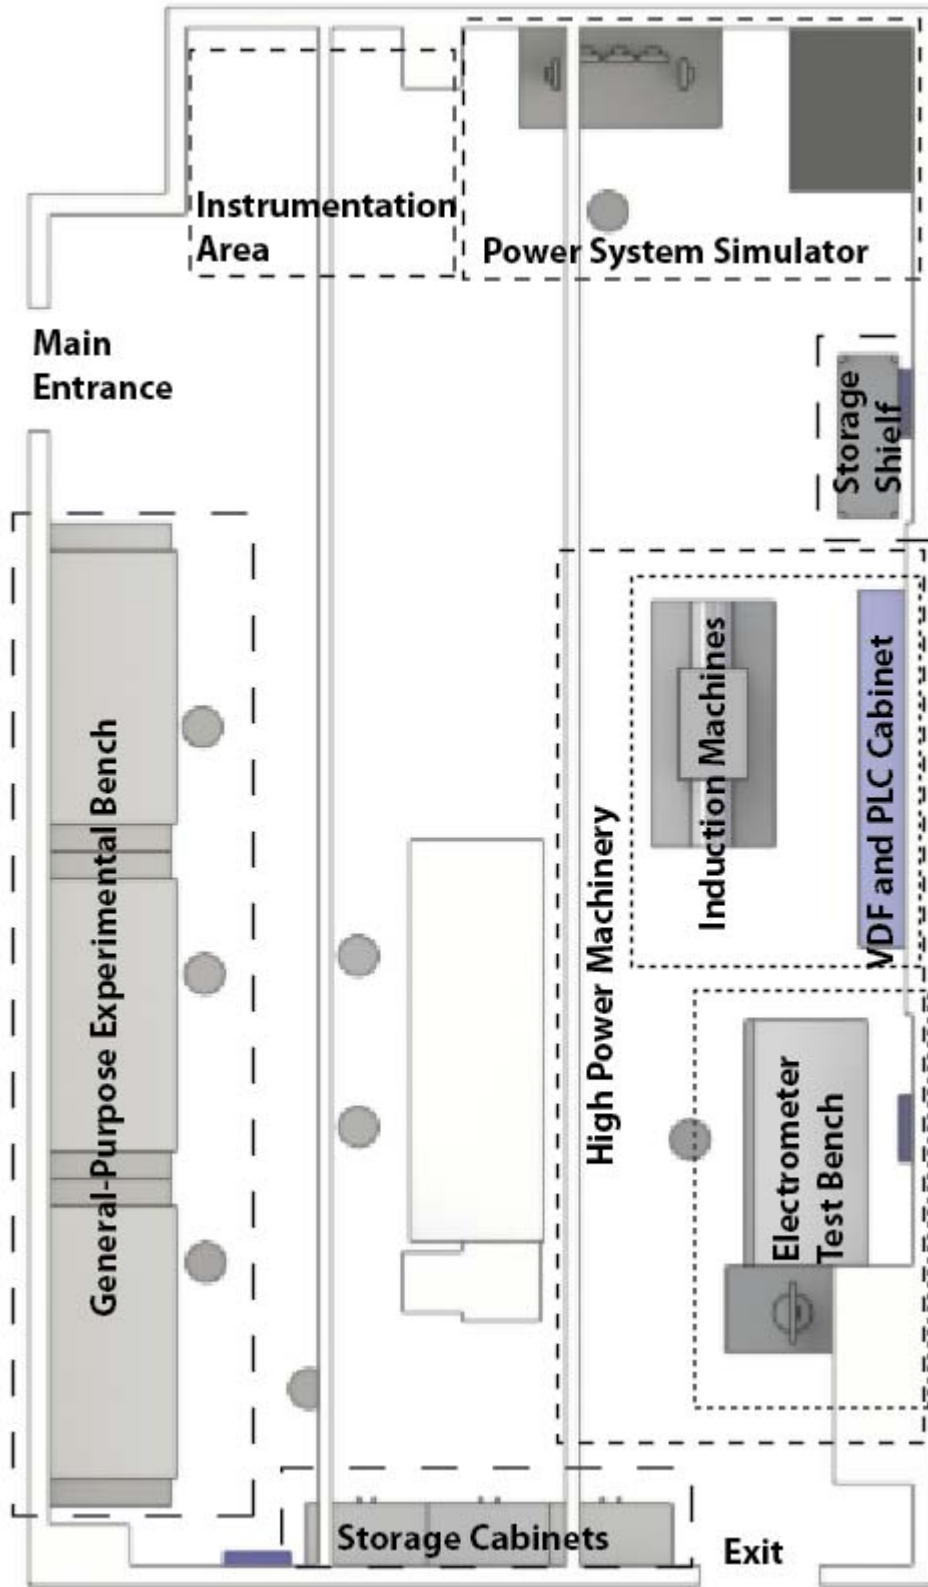 Instrumentation
Area
Power System Simulator
Main
Entrance
Storage
Shielf
General-Purpose Experimental Bench
High Power Machinery
Induction Machines
VDF and PLC Cabinet
Electrometer
Test Bench
Storage Cabinets
Exit